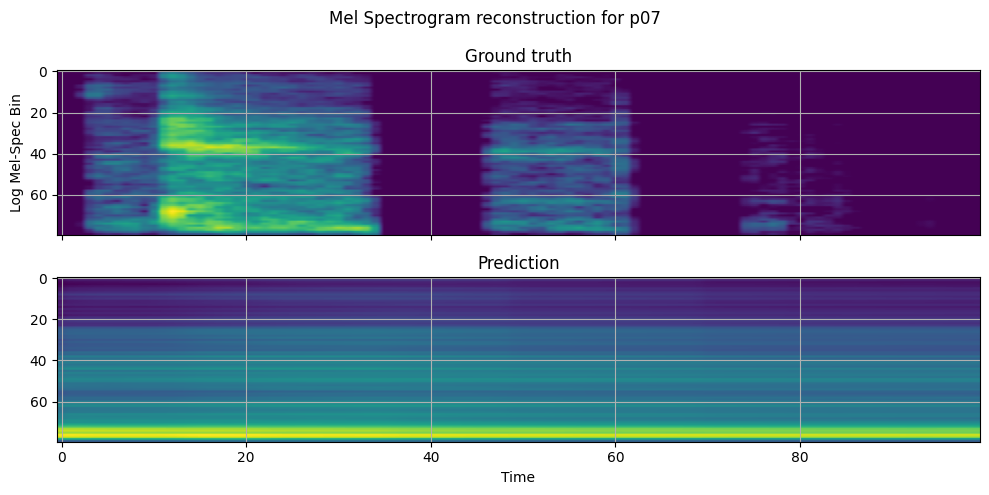 Mel Spectrogram reconstruction for p07
Ground truth
0
20
40
60
Log Mel-Spec Bin
Prediction
0
20
40
60
0 20 40 60 80
Time